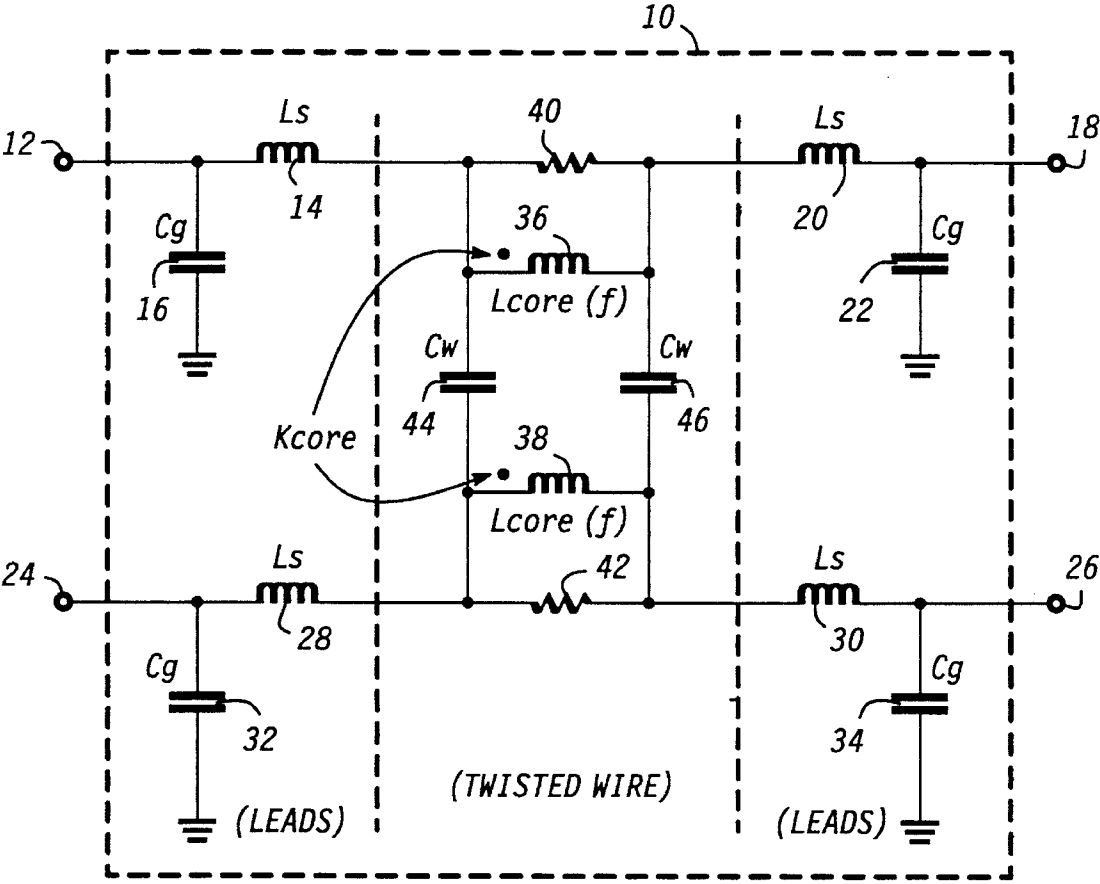 10
12
Ls
40
Ls
18
14
36
20
Cg
Cg
16
Lcore (f)
22
Cw
Cw
44
46
Kcore
38
Lcore (f)
24
Ls
42
Ls
26
28
30
Cg
Cg
32
34
(TWISTED WIRE)
(LEADS)
(LEADS)